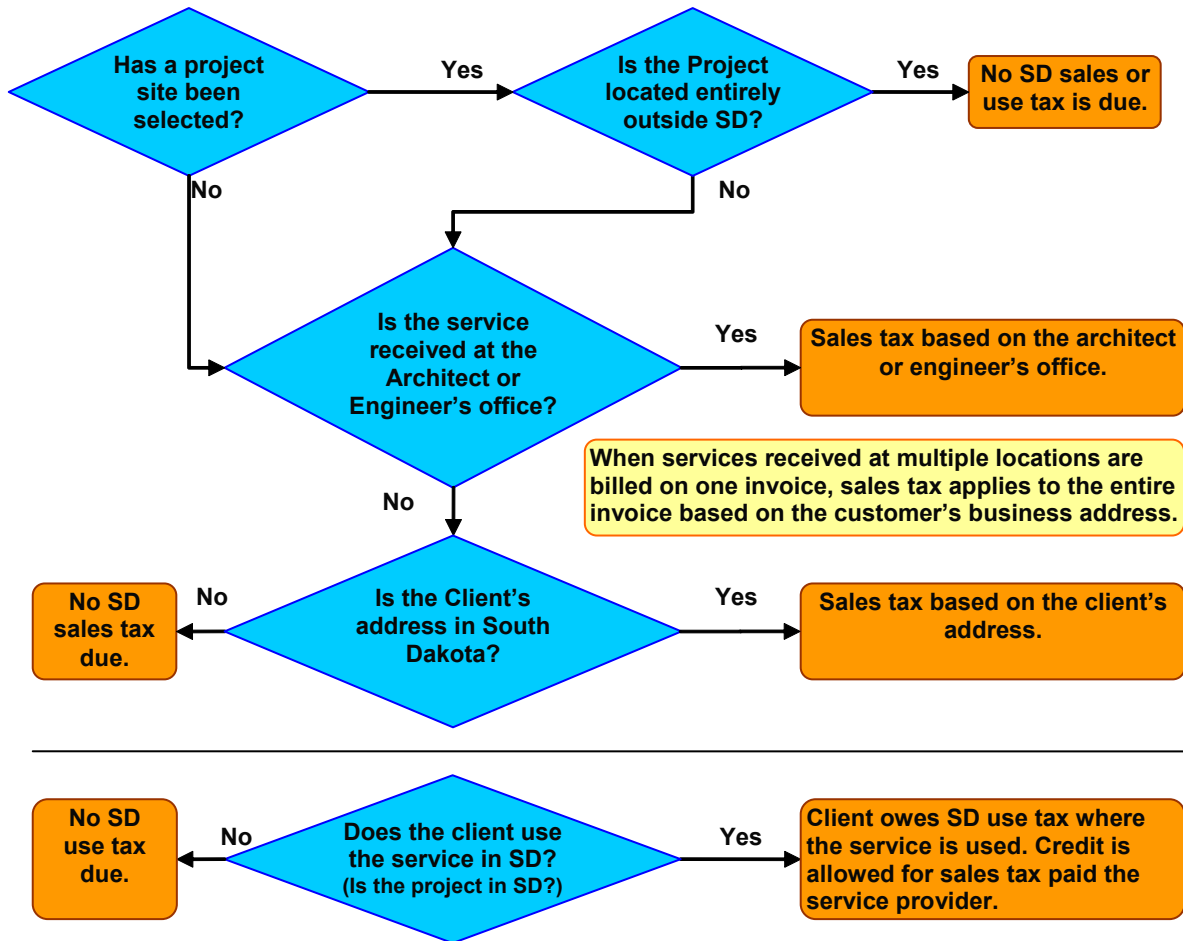 Has a project
site been
selected?
Yes
Is the Project
located entirely
outside SD?
Yes
No SD sales or
use tax is due.
No
No
Is the service
received at the
Architect or
Engineer's office?
Yes
Sales tax based on the architect
or engineer's office.
When services received at multiple locations are
billed on one invoice, sales tax applies to the entire
invoice based on the customer's business address.
No
No SD
sales tax
due.
No
Is the Client's
address in South
Dakota?
Yes
Sales tax based on the client's
address.
No SD
use tax
due.
No
Does the client use
the service in SD?
(Is the project in SD?)
Yes
Client owes SD use tax where
the service is used. Credit is
allowed for sales tax paid the
service provider.